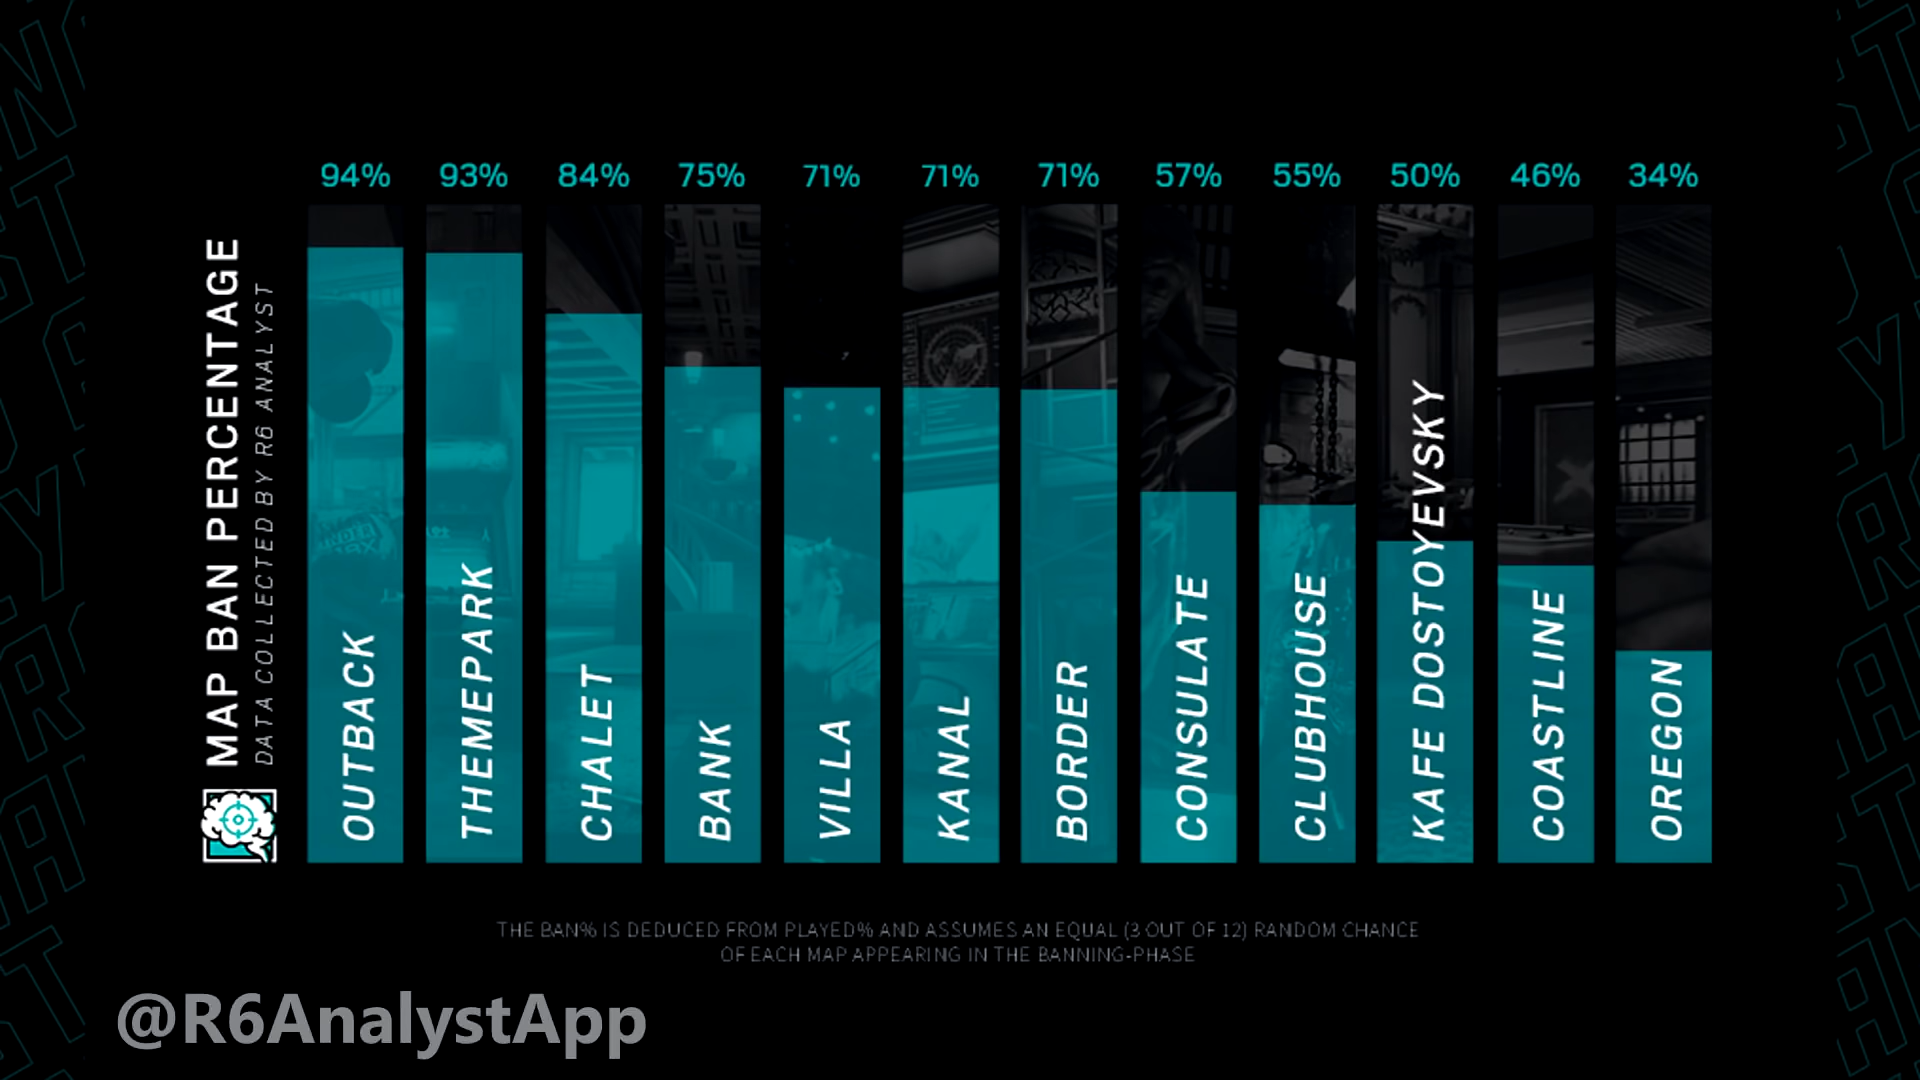 94% 93% 84% 75% 71% 71% 71% 57% 55% 50% 46% 34%
MAP BAN PERCENTAGE
DATA COLLECTED BY R6 ANALYST
OUTBACK
THEMEPARK
CHALET
BANK
VILLA
KANAL
BORDER
CONSULATE
CLUBHOUSE
KAFE DOSTOYEVSKY
COASTLINE
OREGON
THE BAN% IS DEDUCED FROM PLAYED% AND ASSUMES AN EQUAL (3 OUT OF 12) RANDOM CHANCE
OF EACH MAP APPEARING IN THE BANNING-PHASE
@R6AnalystApp